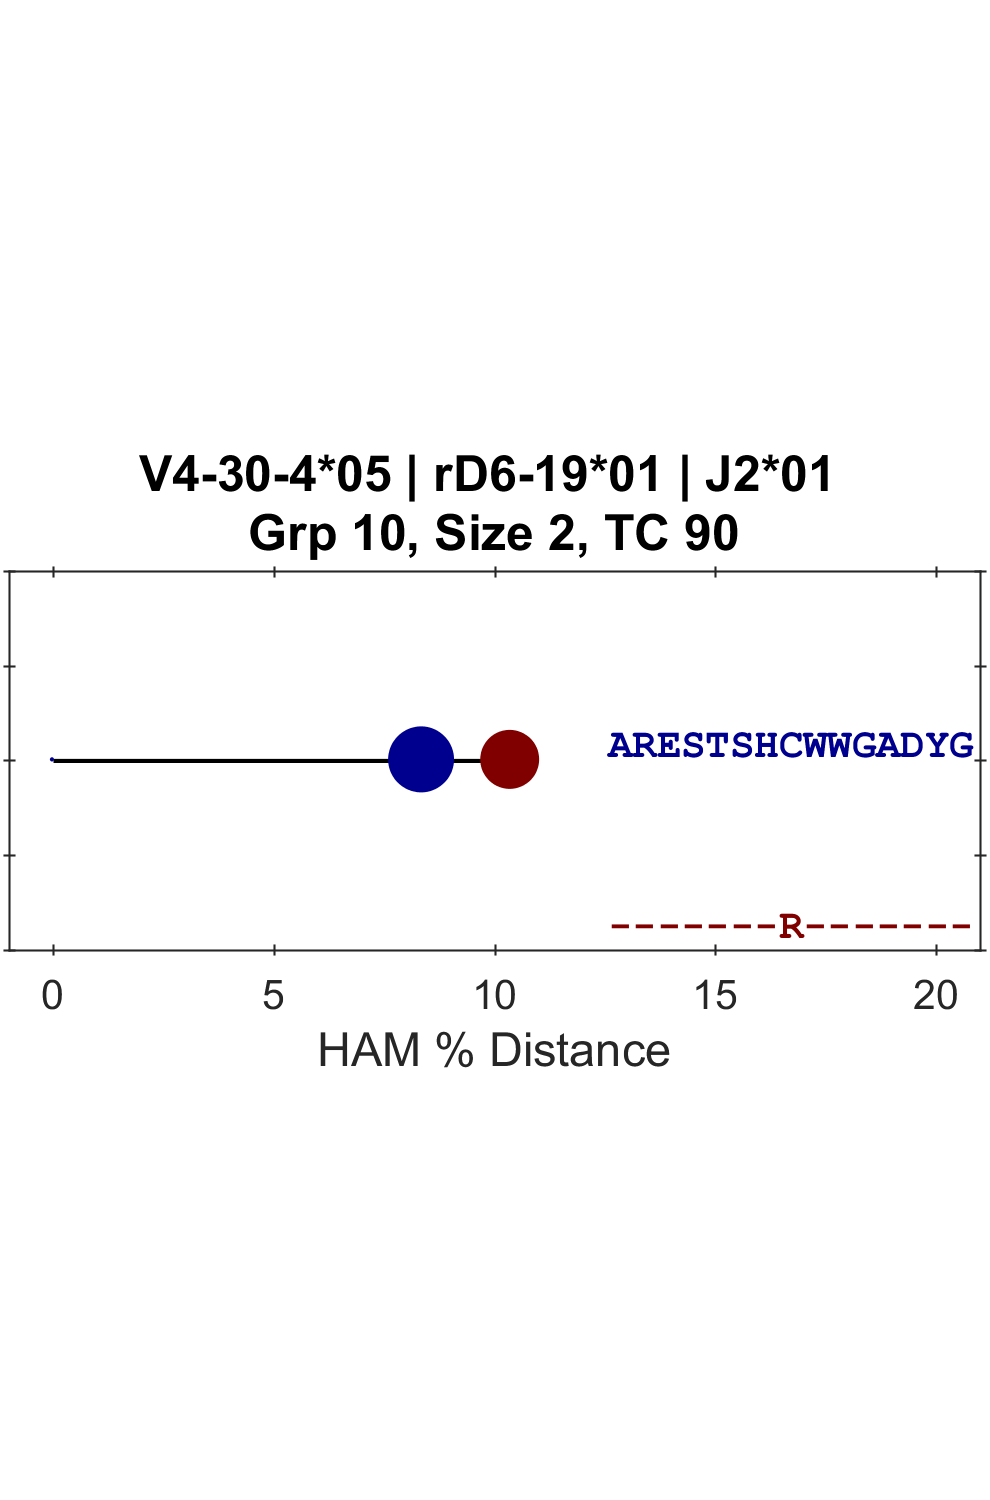 V4-30-4*05 | rD6-19*01 | J2*01
Grp 10, Size 2, TC 90
ARESTSHCWWGADYG
-------R-------
0 5 10 15 20
HAM % Distance